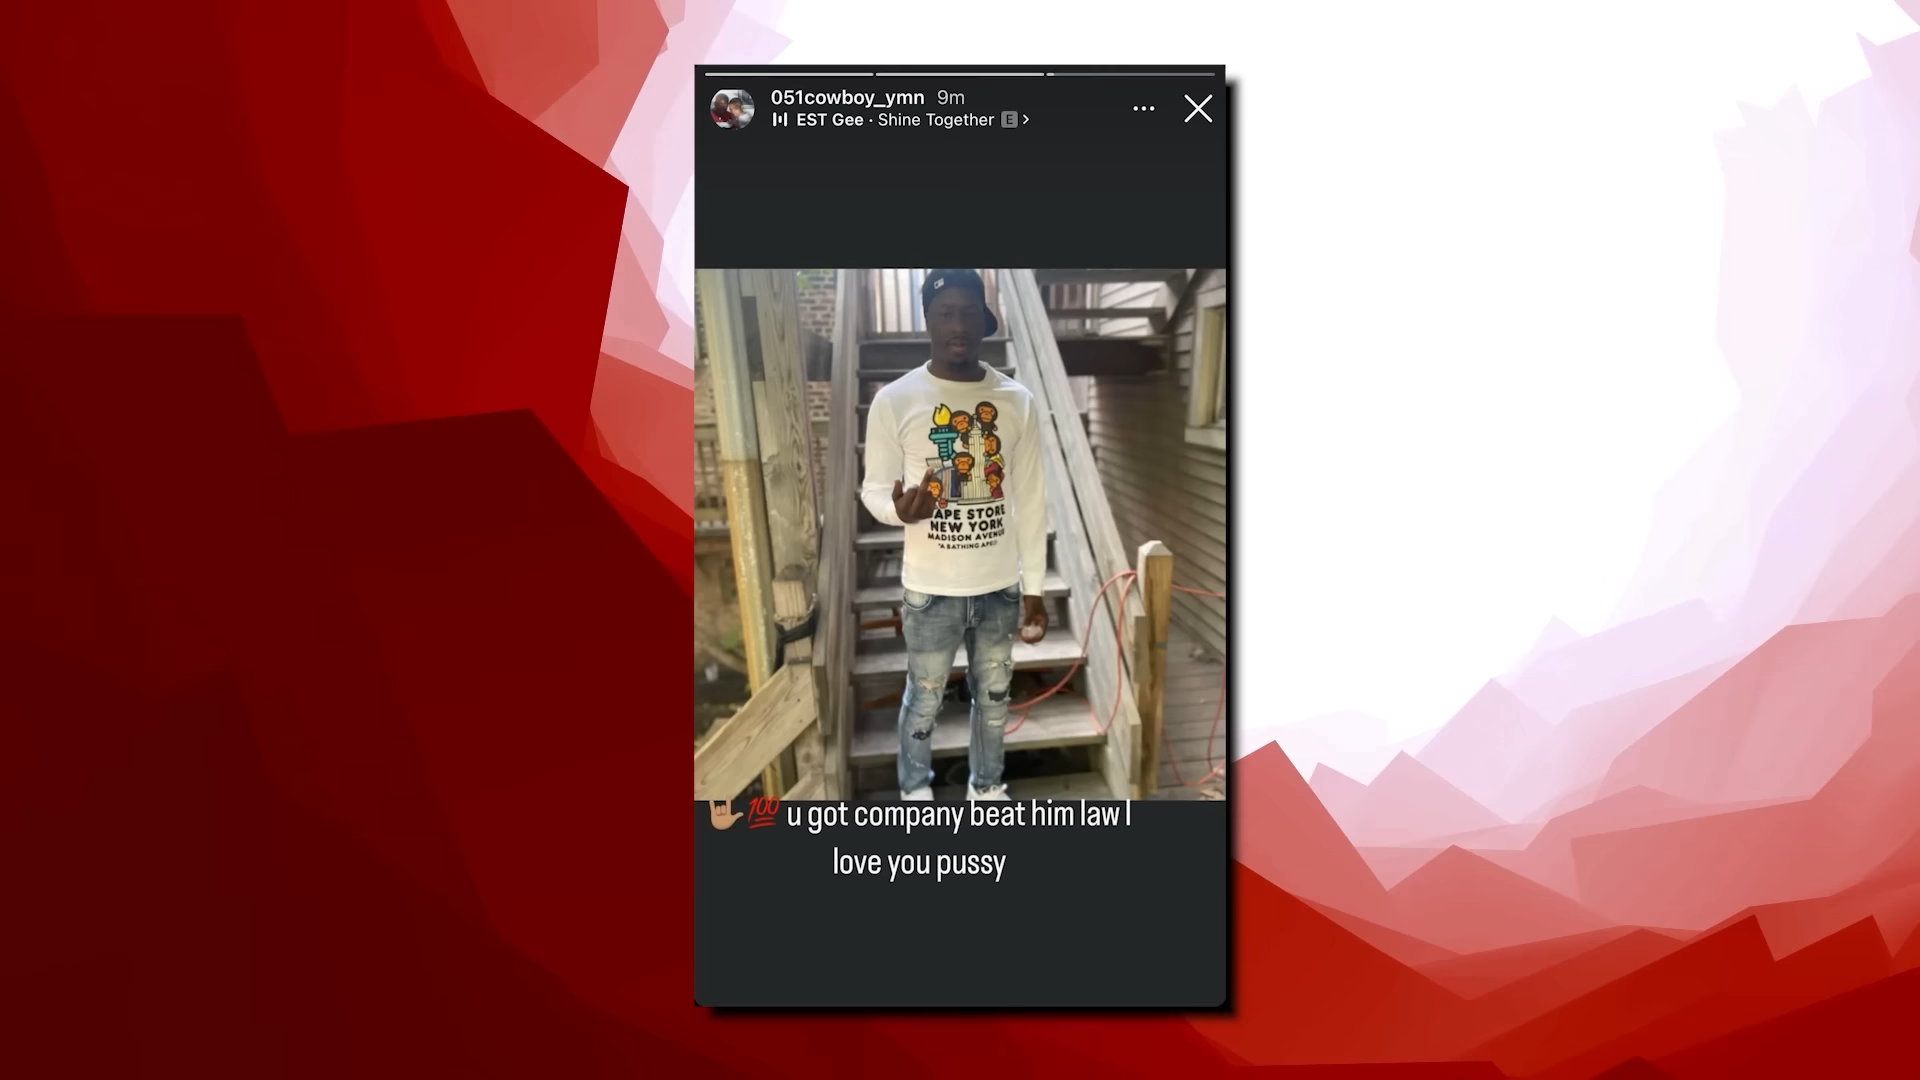 051cowboy_ymn 9m
EST Gee · Shine Together E
APE STORE
NEW YORK
MADISON AVENUE
*A BATHING APE®
🤟🏼💯 u got company beat him law I
love you pussy